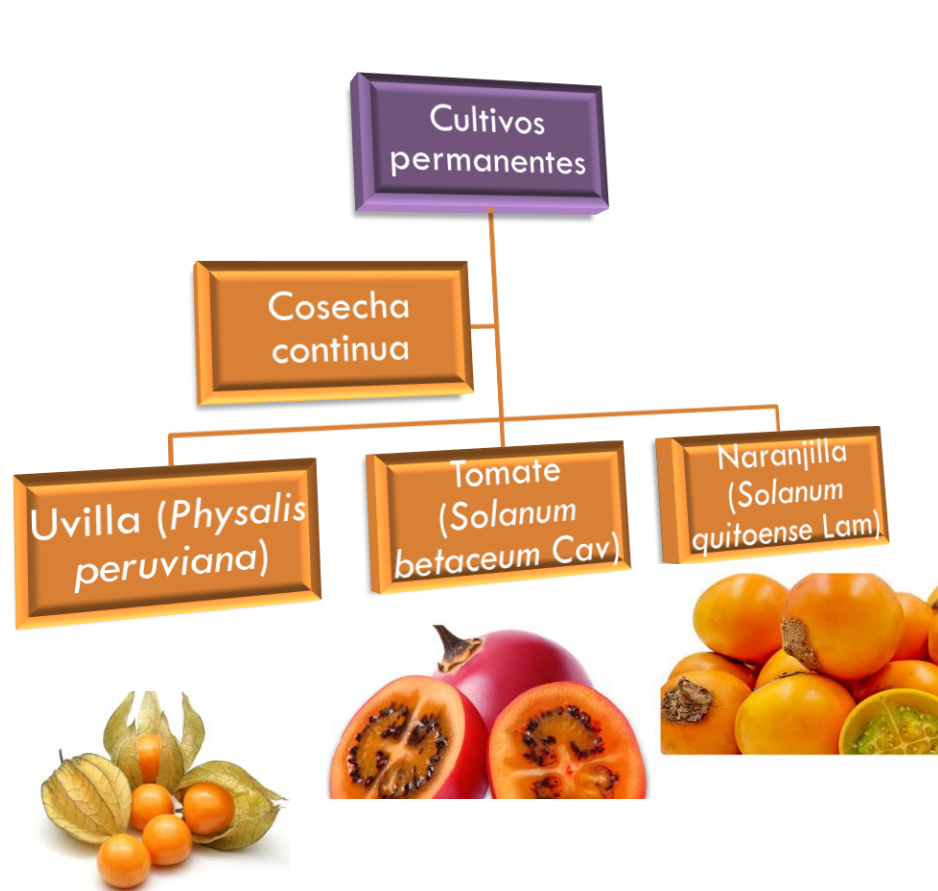 Cultivos
permanentes
Cosecha
continua
Uvilla (Physalis
peruviana)
Tomate
(Solanum
betaceum Cav)
Naranjilla
(Solanum
quitoense Lam)